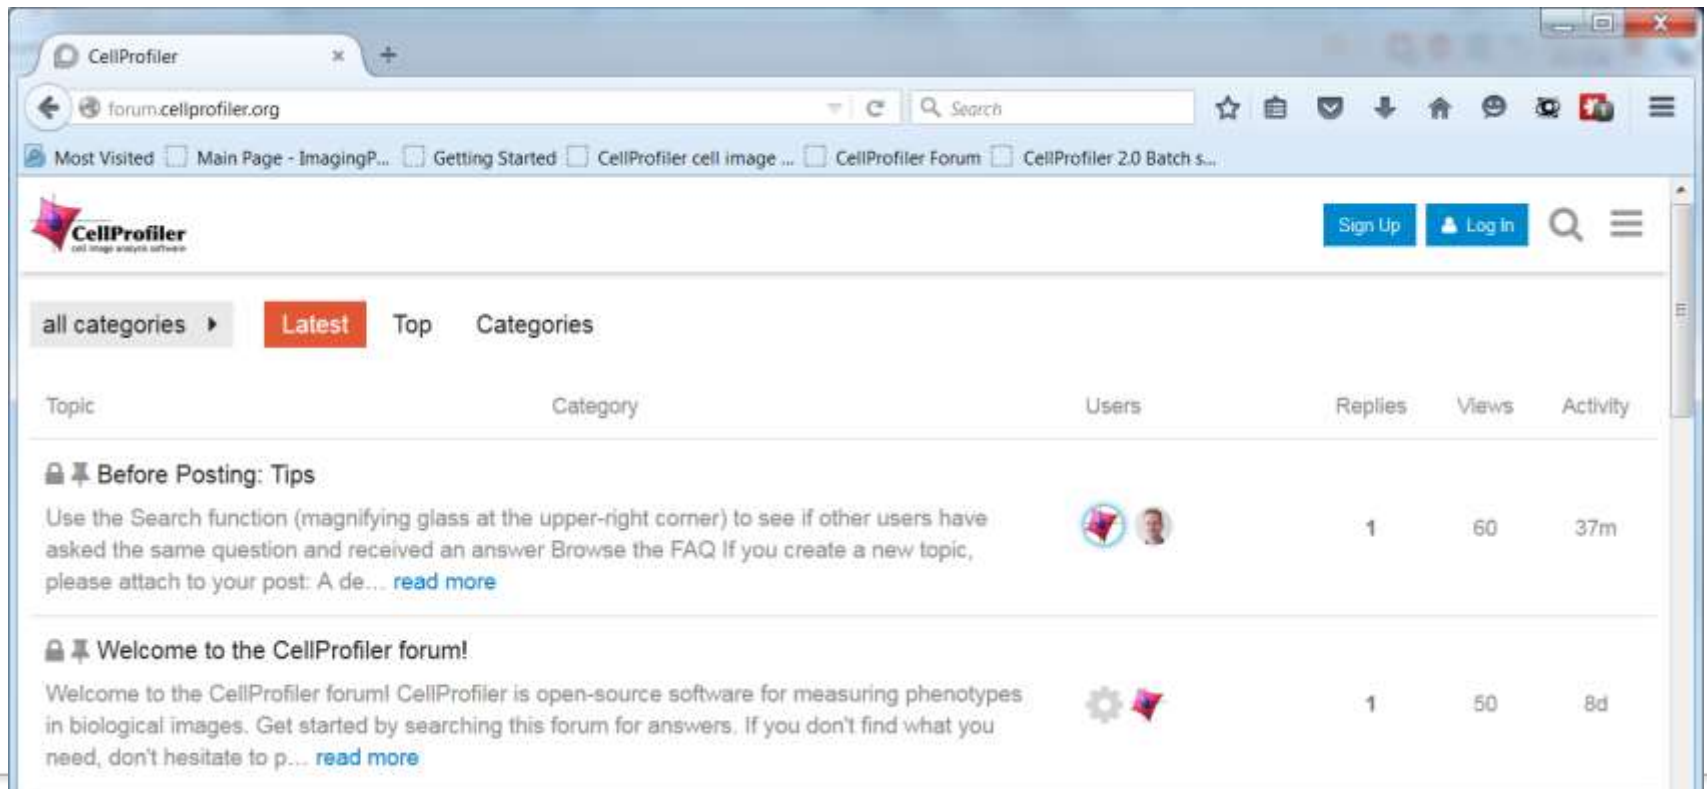 CellProfiler
forum.cellprofiler.org
Search
Most Visited Main Page - ImagingP... Getting Started CellProfiler cell image ... CellProfiler Forum CellProfiler 2.0 Batch s...
CellProfiler
cell image analysis software
Sign Up Log In
all categories Latest Top Categories
Topic Category Users Replies Views Activity
Before Posting: Tips
Use the Search function (magnifying glass at the upper-right corner) to see if other users have
asked the same question and received an answer Browse the FAQ If you create a new topic,
please attach to your post: A de... read more
1 60 37m
Welcome to the CellProfiler forum!
Welcome to the CellProfiler forum! CellProfiler is open-source software for measuring phenotypes
in biological images. Get started by searching this forum for answers. If you don't find what you
need, don't hesitate to p... read more
1 50 8d